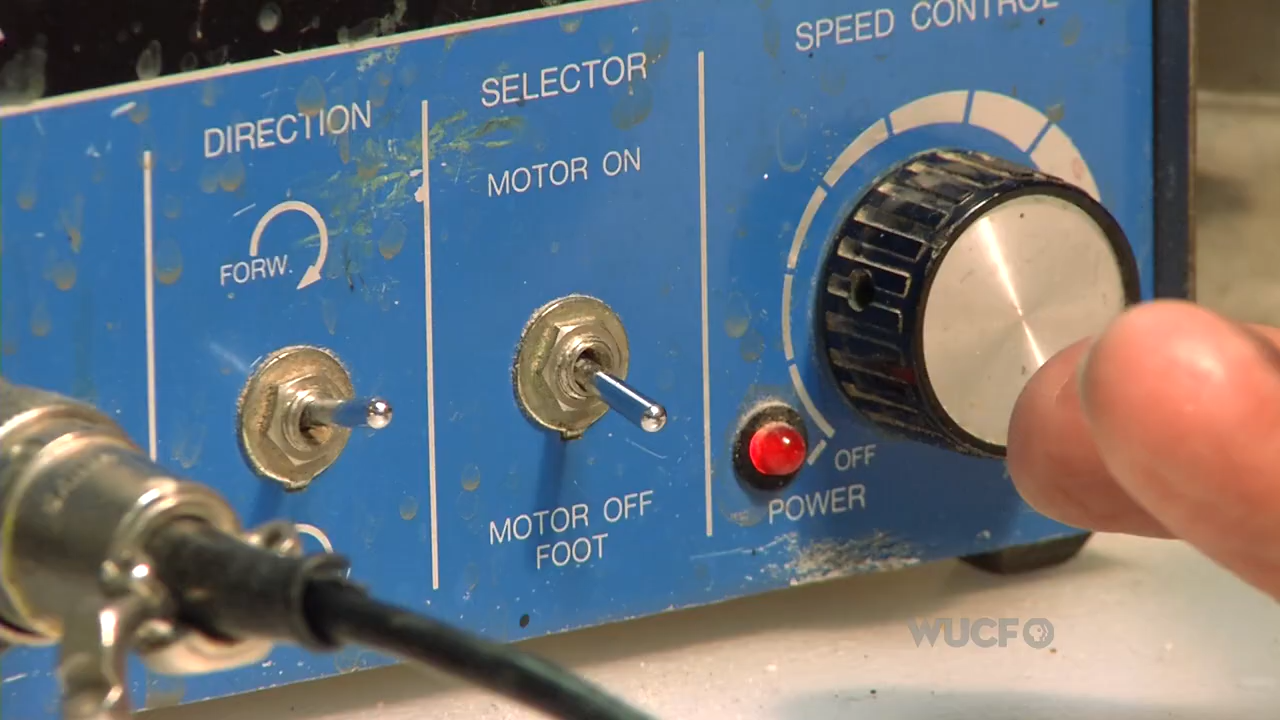 DIRECTION
FORW.
SELECTOR
MOTOR ON
MOTOR OFF
FOOT
SPEED CONTROL
OFF
POWER
WUCF